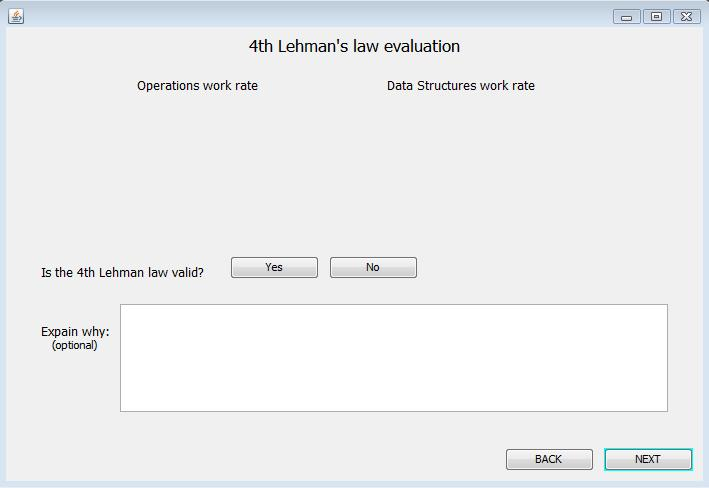 4th Lehman's law evaluation
Operations work rate
Data Structures work rate
Is the 4th Lehman law valid?
Yes
No
Expain why:
(optional)
BACK
NEXT